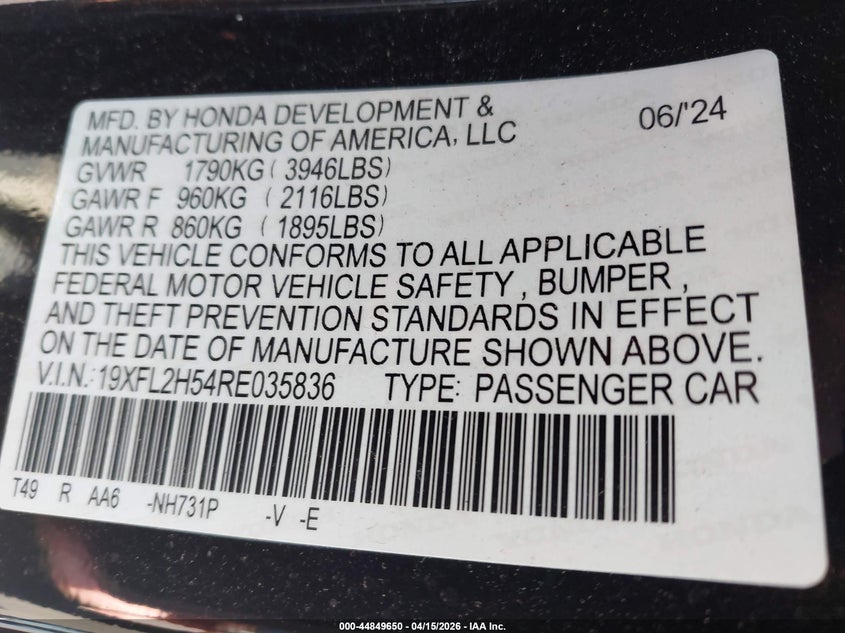 MFD. BY HONDA DEVELOPMENT &
MANUFACTURING OF AMERICA, LLC 06/'24
GVWR 1790KG ( 3946LBS)
GAWR F 960KG ( 2116LBS)
GAWR R 860KG ( 1895LBS)
THIS VEHICLE CONFORMS TO ALL APPLICABLE
FEDERAL MOTOR VEHICLE SAFETY , BUMPER ,
AND THEFT PREVENTION STANDARDS IN EFFECT
ON THE DATE OF MANUFACTURE SHOWN ABOVE.
V.I.N.: 19XFL2H54RE035836 TYPE: PASSENGER CAR
T49 R AA6 -NH731P -V -E
000-44849650 - 04/15/2026 - IAA Inc.